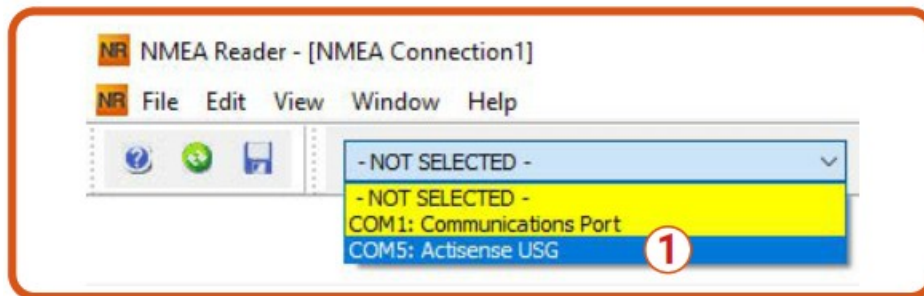 NR NMEA Reader - [NMEA Connection1]
NR File Edit View Window Help
- NOT SELECTED -
- NOT SELECTED -
COM1: Communications Port
COM5: Actisense USG 1